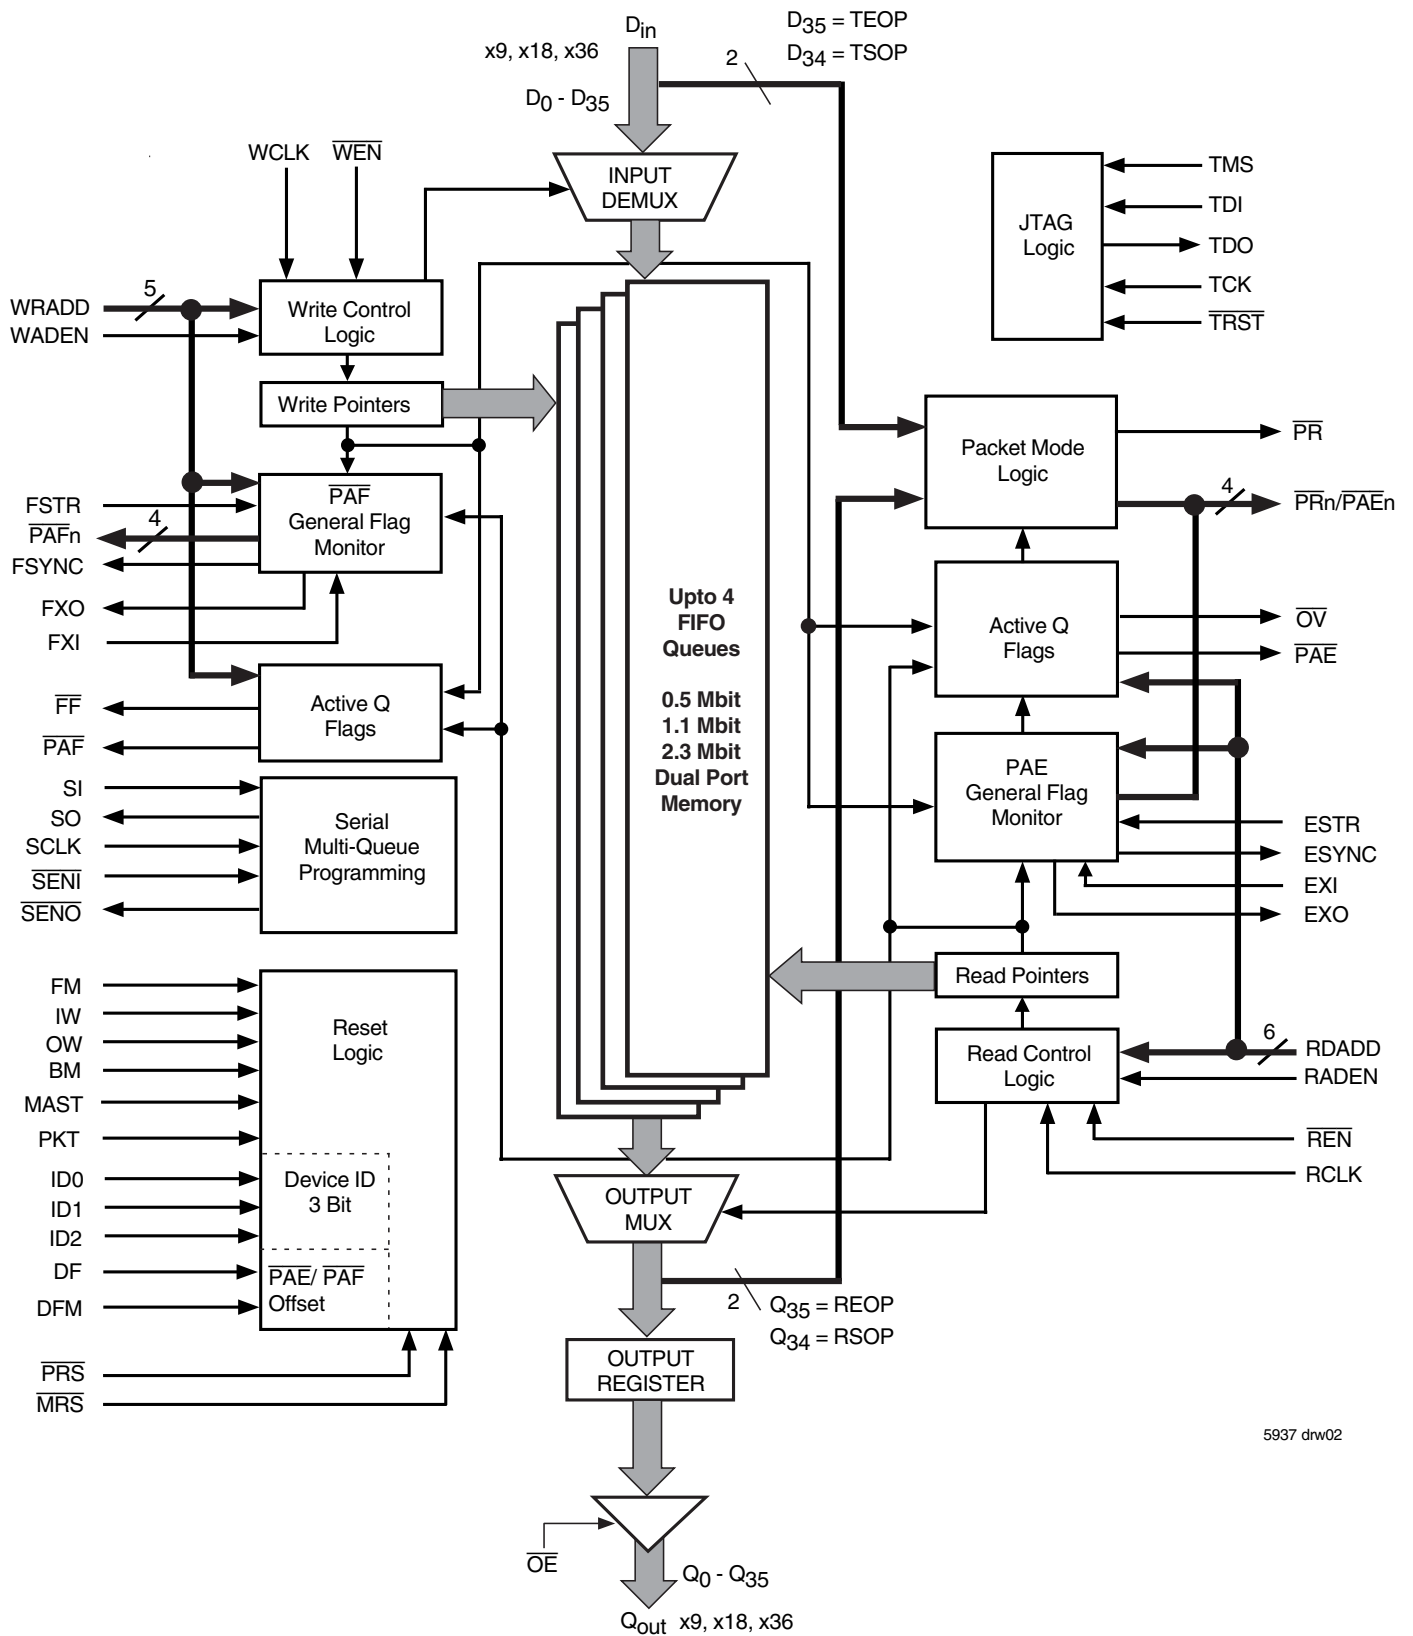 Din
x9, x18, x36
D0 - D35
2
D35 = TEOP
D34 = TSOP
WCLK
WEN
INPUT
DEMUX
JTAG
Logic
TMS
TDI
TDO
TCK
TRST
WRADD
5
WADEN
Write Control
Logic
Write Pointers
FSTR
PAFn
4
FSYNC
FXO
FXI
PAF
General Flag
Monitor
FF
PAF
Active Q
Flags
SI
SO
SCLK
SENI
SENO
Serial
Multi-Queue
Programming
Upto 4
FIFO
Queues
0.5 Mbit
1.1 Mbit
2.3 Mbit
Dual Port
Memory
Packet Mode
Logic
PR
4
PRn/PAEn
Active Q
Flags
OV
PAE
PAE
General Flag
Monitor
ESTR
ESYNC
EXI
EXO
Read Pointers
Read Control
Logic
6
RDADD
RADEN
REN
RCLK
FM
IW
OW
BM
MAST
PKT
ID0
ID1
ID2
DF
DFM
PRS
MRS
Reset
Logic
Device ID
3 Bit
PAE/ PAF
Offset
OUTPUT
MUX
2
Q35 = REOP
Q34 = RSOP
OUTPUT
REGISTER
OE
Q0 - Q35
Qout x9, x18, x36
5937 drw02